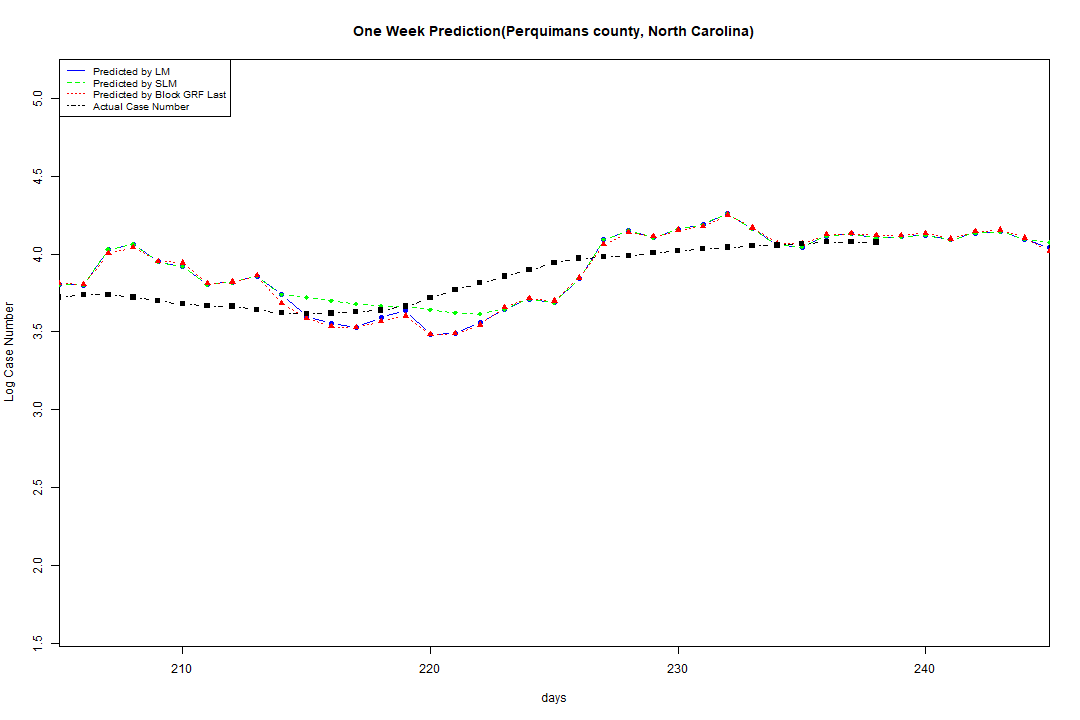 One Week Prediction(Perquimans county, North Carolina)
Predicted by LM
Predicted by SLM
Predicted by Block GRF Last
Actual Case Number
5.0
4.5
4.0
3.5
3.0
2.5
2.0
1.5
Log Case Number
210 220 230 240
days